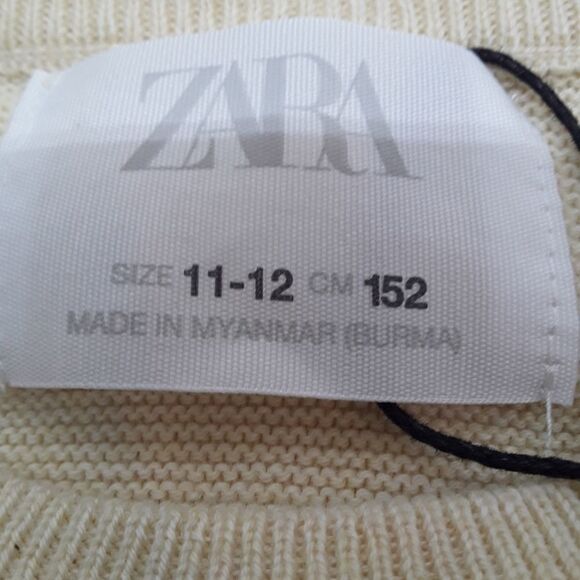 ZARA
SIZE 11-12 CM 152
MADE IN MYANMAR (BURMA)